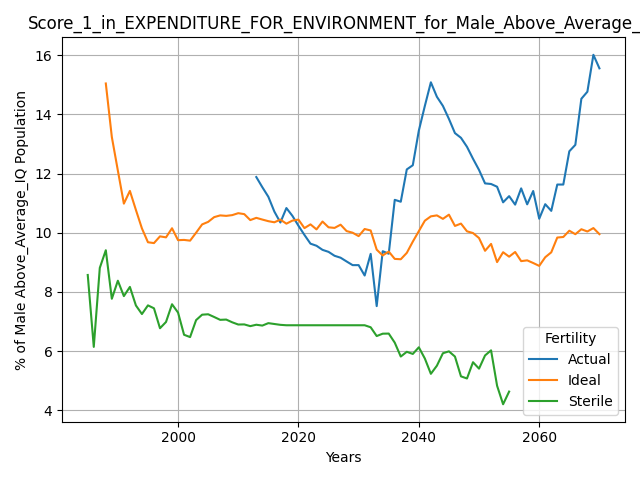 Score_1_in_EXPENDITURE_FOR_ENVIRONMENT_for_Male_Above_Average_
% of Male Above_Average_IQ Population
16
14
12
10
8
6
4
2000 2020 2040 2060
Years
Fertility
Actual
Ideal
Sterile